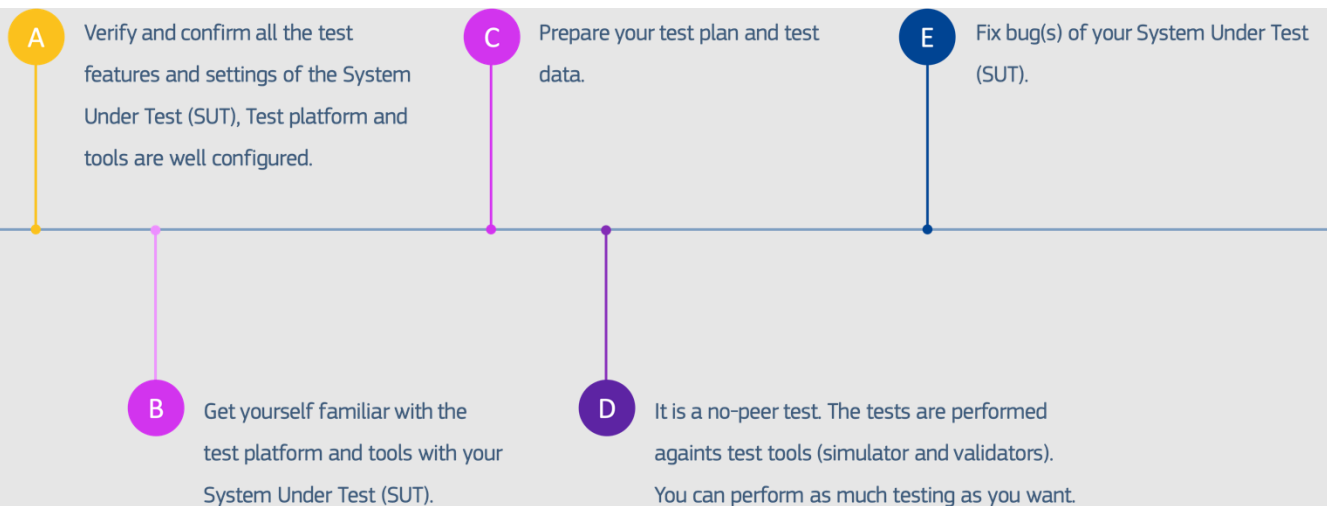 A
Verify and confirm all the test
features and settings of the System
Under Test (SUT), Test platform and
tools are well configured.
C
Prepare your test plan and test
data.
E
Fix bug(s) of your System Under Test
(SUT).
B
Get yourself familiar with the
test platform and tools with your
System Under Test (SUT).
D
It is a no-peer test. The tests are performed
againts test tools (simulator and validators).
You can perform as much testing as you want.